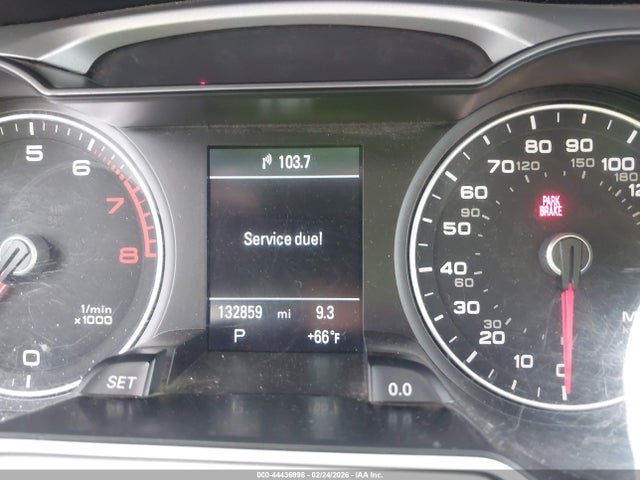 103.7
Service due!
132859 mi 9.3
P +66°F
5
6
7
8
1/min
x1000
0
SET
0.0
80 90
70 120 150 100
60 180
90
50
40
60
30
30
20
10
0
PARK
BRAKE
000-44436998 - 02/24/2026 - IAA Inc.